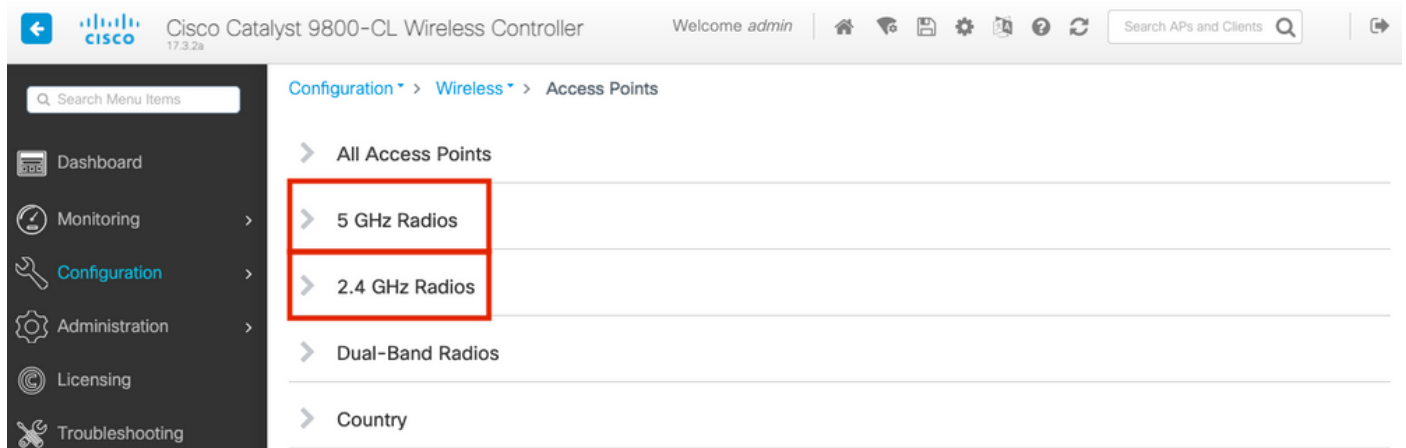 CISCO
Cisco Catalyst 9800-CL Wireless Controller
17.3.2a
Welcome admin
Search APs and Clients
Search Menu Items
Dashboard
Monitoring
Configuration
Administration
Licensing
Troubleshooting
Configuration > Wireless > Access Points
All Access Points
5 GHz Radios
2.4 GHz Radios
Dual-Band Radios
Country